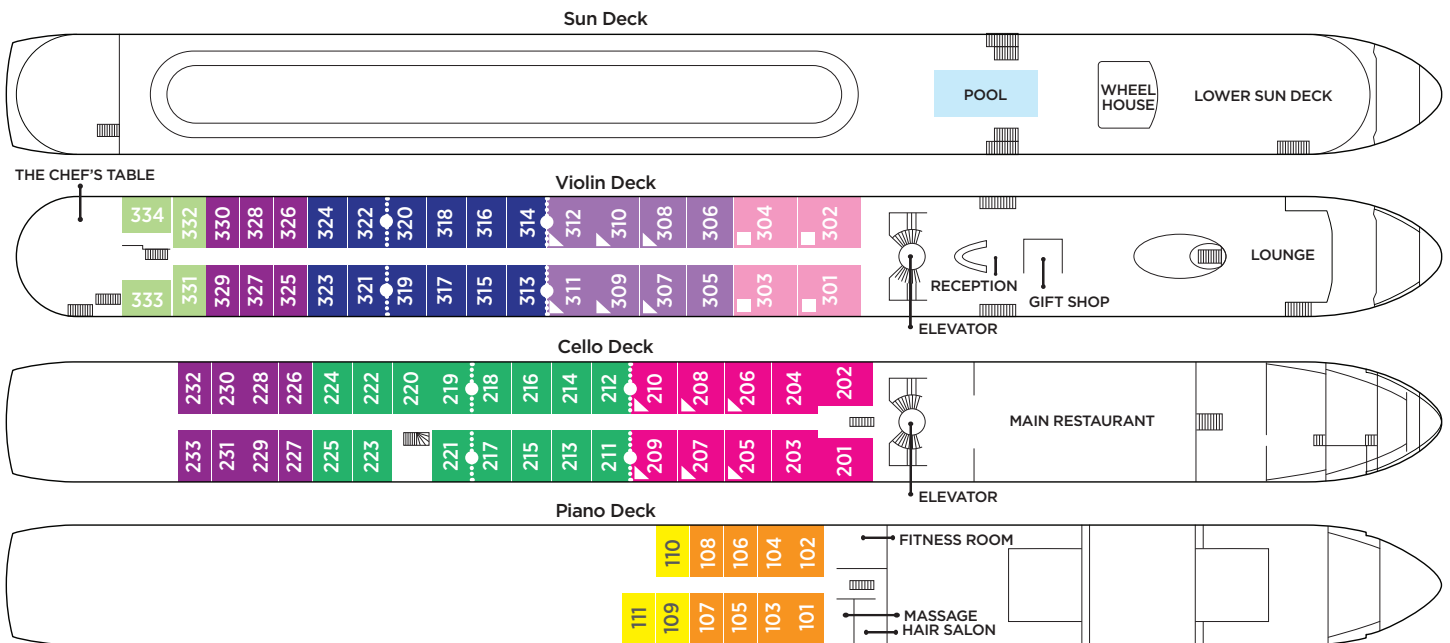 Sun Deck
POOL
WHEEL
HOUSE
LOWER SUN DECK
THE CHEF'S TABLE
Violin Deck
334 332 330 328 326 324 322 320 318 316 314 312 310 308 306 304 302
333 331 329 327 325 323 321 319 317 315 313 311 309 307 305 303 301
RECEPTION
GIFT SHOP
LOUNGE
ELEVATOR
Cello Deck
232 230 228 226 224 222 220 219 218 216 214 212 210 208 206 204 202
233 231 229 227 225 223 221 217 215 213 211 209 207 205 203 201
MAIN RESTAURANT
ELEVATOR
Piano Deck
110 108 106 104 102
111 109 107 105 103 101
FITNESS ROOM
MASSAGE
HAIR SALON